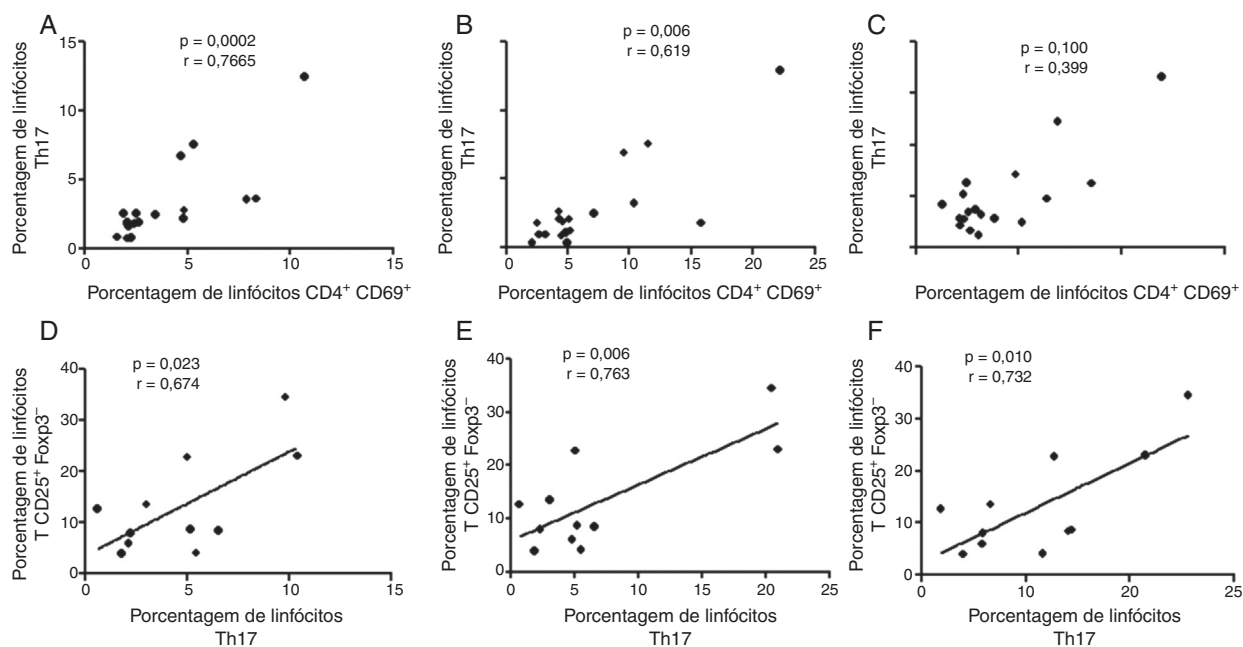 A
p = 0,0002
r = 0,7665
Porcentagem de linfócitos
Th17
15
10
5
0
0
5
10
15
Porcentagem de linfócitos CD4⁺ CD69⁺
B
p = 0,006
r = 0,619
Porcentagem de linfócitos
Th17
0
5
10
15
20
25
Porcentagem de linfócitos CD4⁺ CD69⁺
C
p = 0,100
r = 0,399
Porcentagem de linfócitos
Th17
Porcentagem de linfócitos CD4⁺ CD69⁺
D
p = 0,023
r = 0,674
Porcentagem de linfócitos
T CD25⁺ Foxp3⁻
40
30
20
10
0
0
5
10
15
Porcentagem de linfócitos
Th17
E
p = 0,006
r = 0,763
Porcentagem de linfócitos
T CD25⁺ Foxp3⁻
40
30
20
10
0
0
5
10
15
20
25
Porcentagem de linfócitos
Th17
F
p = 0,010
r = 0,732
Porcentagem de linfócitos
T CD25⁺ Foxp3⁻
40
30
20
10
0
0
10
20
25
Porcentagem de linfócitos
Th17